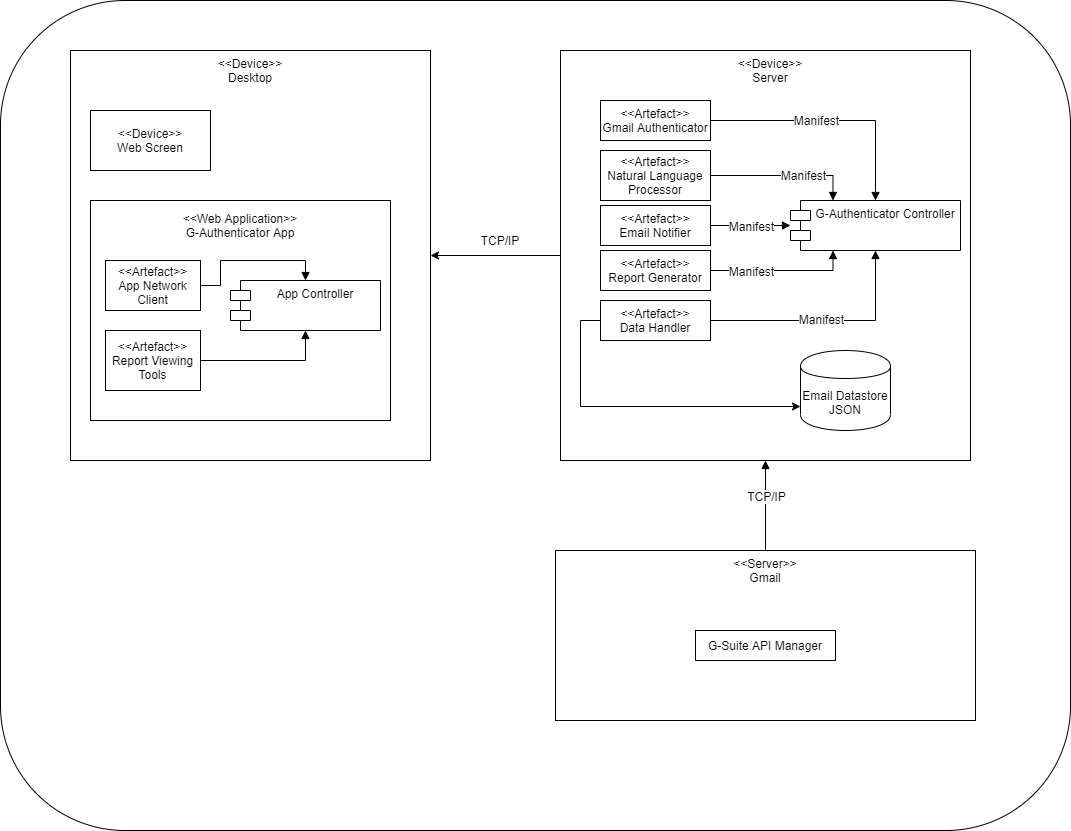 <<Device>>
Desktop
<<Device>>
Web Screen
<<Web Application>>
G-Authenticator App
<<Artefact>>
App Network
Client
App Controller
<<Artefact>>
Report Viewing
Tools
TCP/IP
<<Device>>
Server
<<Artefact>>
Gmail Authenticator
Manifest
<<Artefact>>
Natural Language
Processor
Manifest
<<Artefact>>
Email Notifier
Manifest
G-Authenticator Controller
<<Artefact>>
Report Generator
Manifest
<<Artefact>>
Data Handler
Manifest
Email Datastore
JSON
TCP/IP
<<Server>>
Gmail
G-Suite API Manager